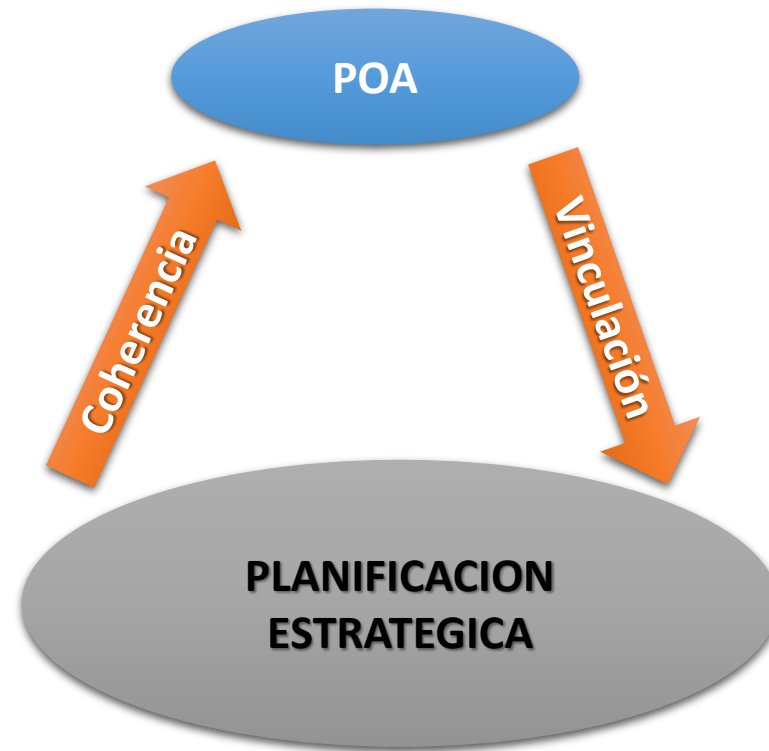 POA
Coherencia
Vinculación
PLANIFICACION
ESTRATEGICA